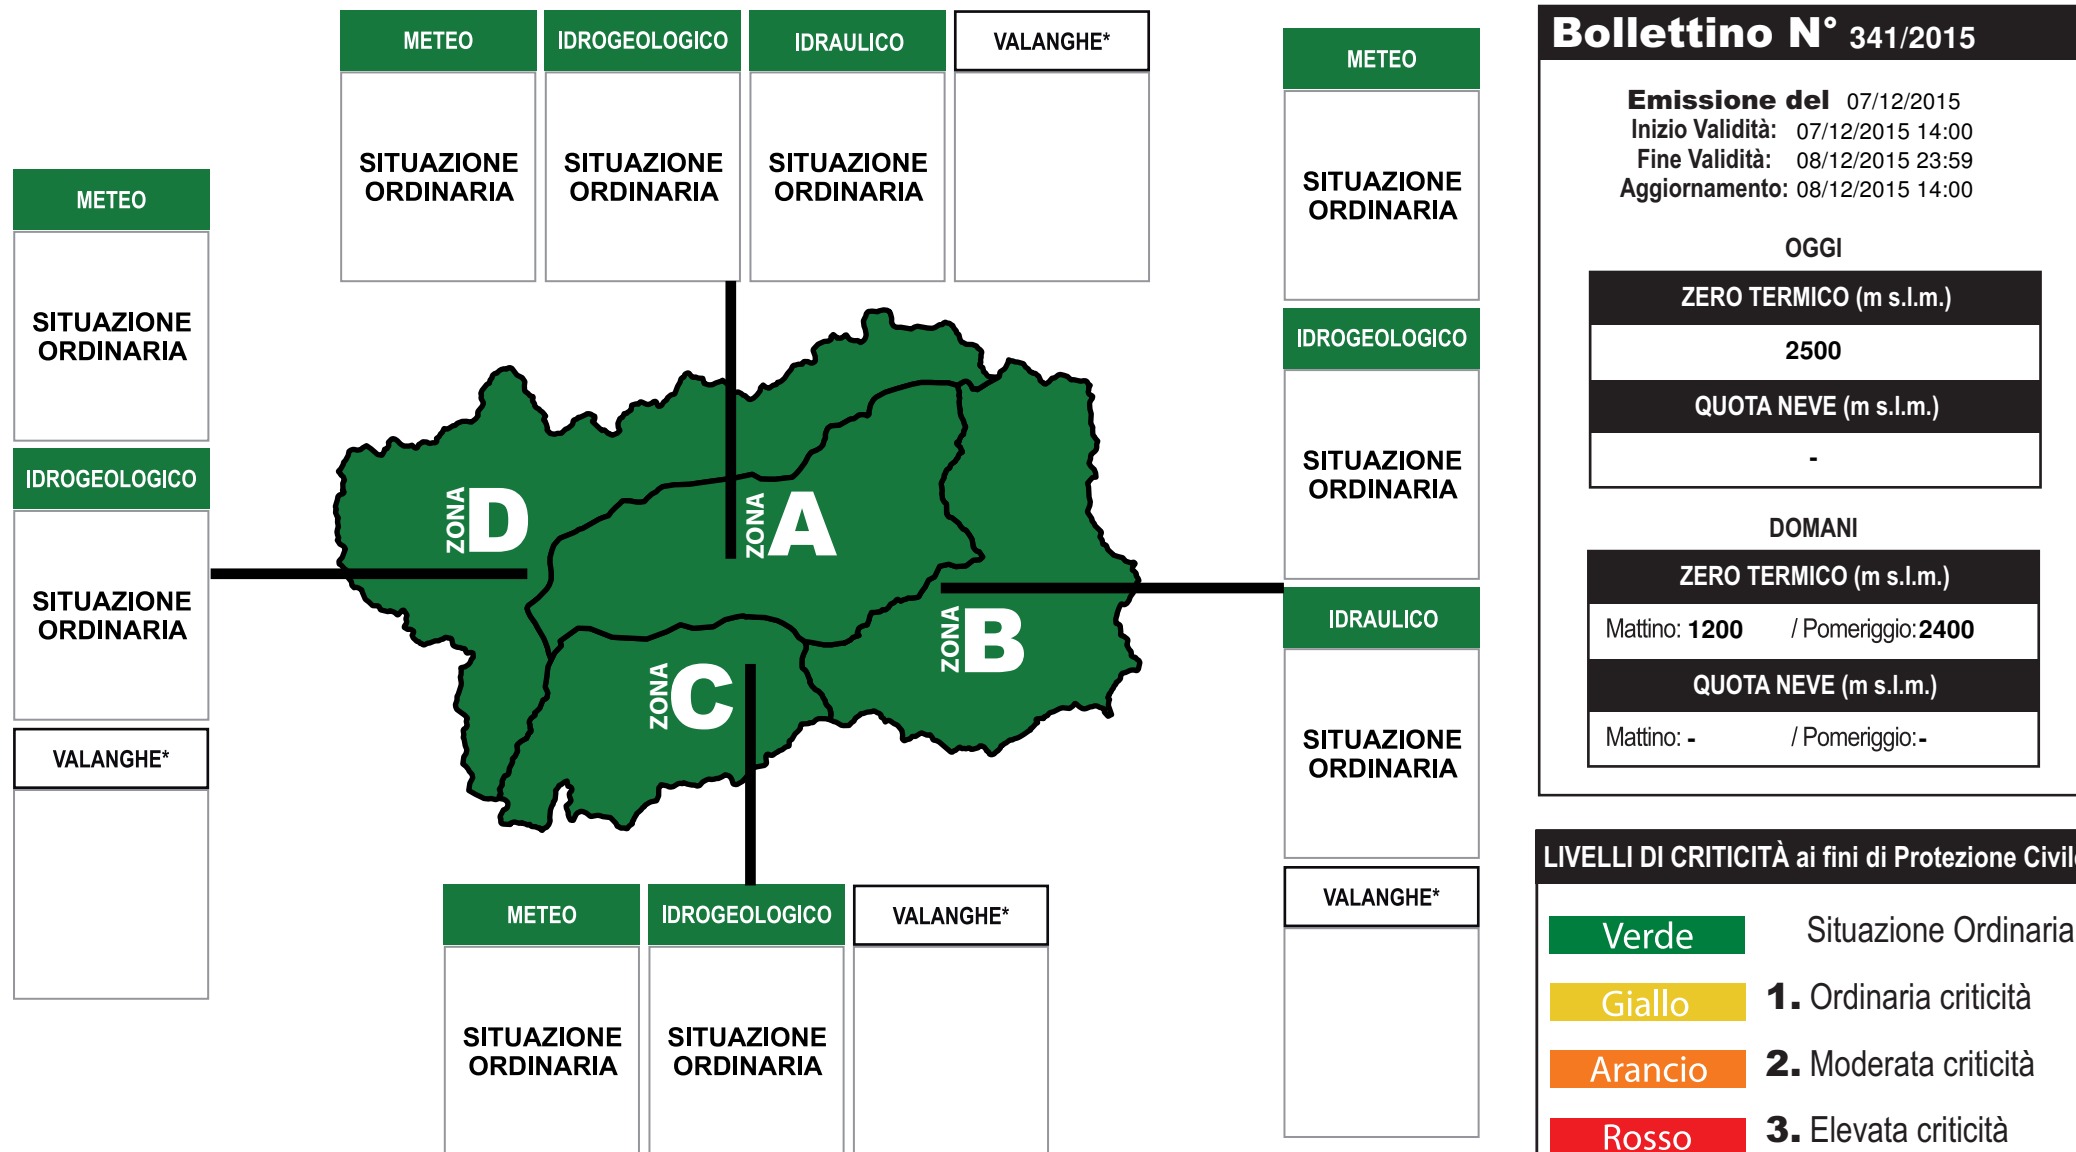 METEO IDROGEOLOGICO IDRAULICO VALANGHE*
SITUAZIONE ORDINARIA SITUAZIONE ORDINARIA SITUAZIONE ORDINARIA
METEO
SITUAZIONE
ORDINARIA
IDROGEOLOGICO
SITUAZIONE
ORDINARIA
VALANGHE*
ZONA D
ZONA A
ZONA B
ZONA C
METEO
SITUAZIONE
ORDINARIA
IDROGEOLOGICO
SITUAZIONE
ORDINARIA
IDRAULICO
SITUAZIONE
ORDINARIA
VALANGHE*
METEO IDROGEOLOGICO VALANGHE*
SITUAZIONE ORDINARIA SITUAZIONE ORDINARIA
Bollettino N° 341/2015
Emissione del 07/12/2015
Inizio Validità: 07/12/2015 14:00
Fine Validità: 08/12/2015 23:59
Aggiornamento: 08/12/2015 14:00
OGGI
ZERO TERMICO (m s.l.m.)
2500
QUOTA NEVE (m s.l.m.)
-
DOMANI
ZERO TERMICO (m s.l.m.)
Mattino: 1200 / Pomeriggio: 2400
QUOTA NEVE (m s.l.m.)
Mattino: - / Pomeriggio: -
LIVELLI DI CRITICITÀ ai fini di Protezione Civile
Verde Situazione Ordinaria
Giallo 1. Ordinaria criticità
Arancio 2. Moderata criticità
Rosso 3. Elevata criticità